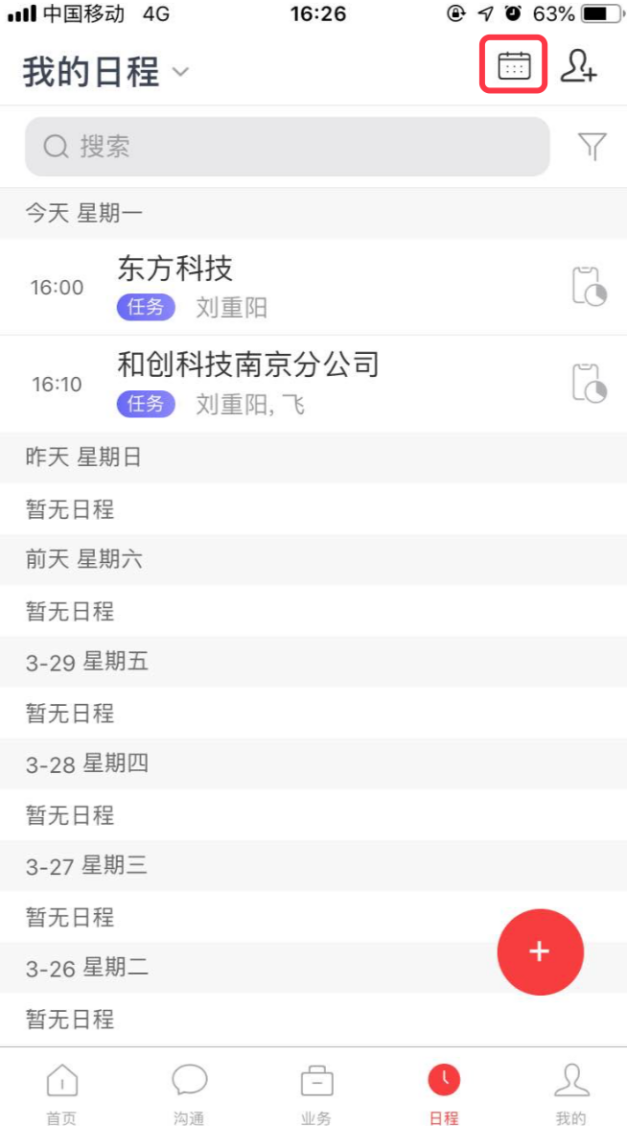 中国移动 4G 16:26 63%
我的日程
搜索
今天 星期一
16:00 东方科技
任务 刘重阳
16:10 和创科技南京分公司
任务 刘重阳, 飞
昨天 星期日
暂无日程
前天 星期六
暂无日程
3-29 星期五
暂无日程
3-28 星期四
暂无日程
3-27 星期三
暂无日程
3-26 星期二
暂无日程
首页 沟通 业务 日程 我的